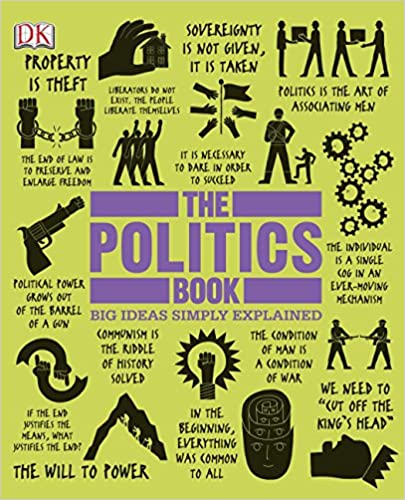 DK
PROPERTY
IS THEFT
SOVEREIGNTY
IS NOT GIVEN,
IT IS TAKEN
LIBERATORS DO NOT
EXIST. THE PEOPLE
LIBERATE THEMSELVES
POLITICS IS THE ART OF
ASSOCIATING MEN
THE END OF LAW IS
TO PRESERVE AND
ENLARGE FREEDOM
IT IS NECESSARY
TO DARE IN ORDER
TO SUCCEED
THE
POLITICS
BOOK
BIG IDEAS SIMPLY EXPLAINED
THE INDIVIDUAL
IS A SINGLE
COG IN AN
EVER-MOVING
MECHANISM
POLITICAL POWER
GROWS OUT
OF THE BARREL
OF A GUN
COMMUNISM IS
THE RIDDLE
OF HISTORY
SOLVED
THE CONDITION
OF MAN IS
A CONDITION
OF WAR
WE NEED TO
"CUT OFF THE
KING'S HEAD"
IF THE END
JUSTIFIES THE
MEANS, WHAT
JUSTIFIES THE END?
IN THE
BEGINNING,
EVERYTHING
WAS COMMON
TO ALL
THE WILL TO POWER